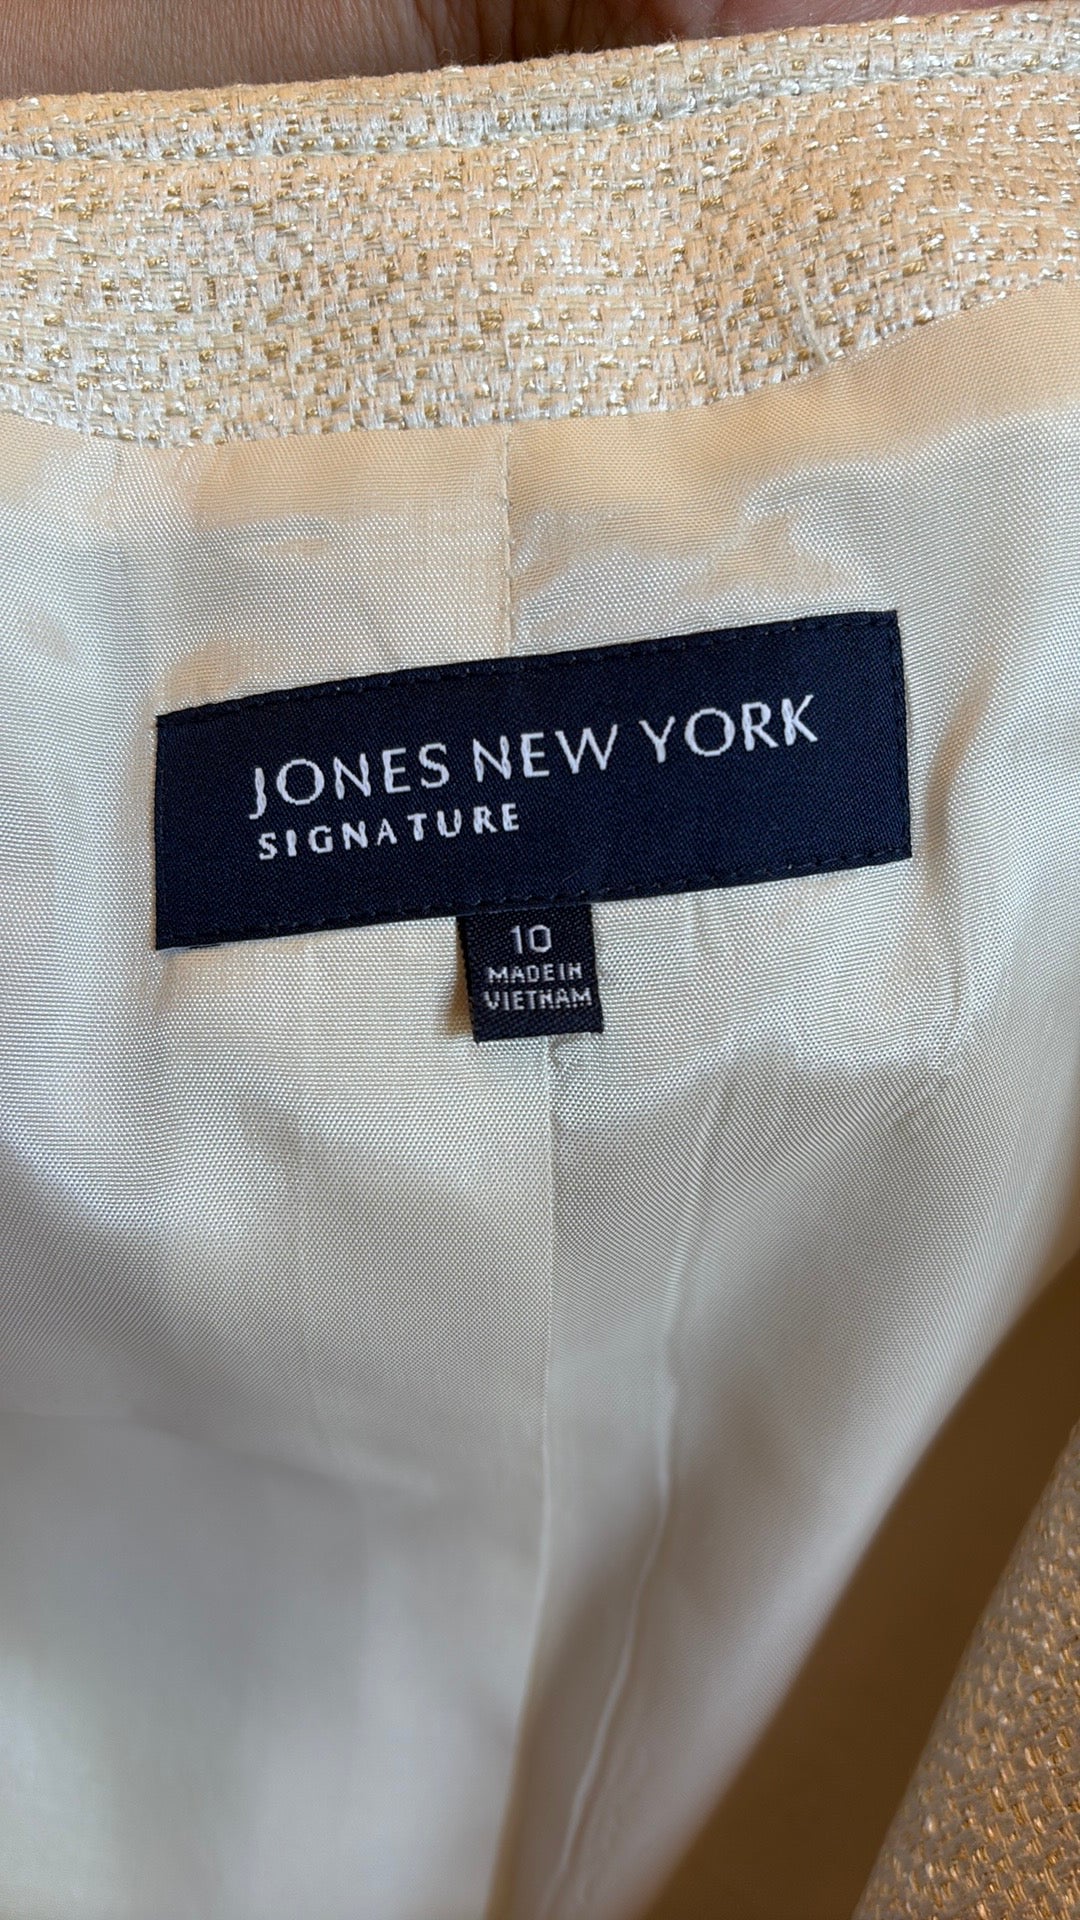 JONES NEW YORK
SIGNATURE
10
MADE IN
VIETNAM